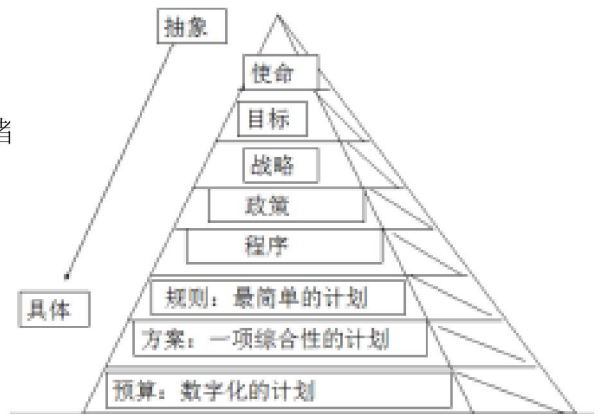 抽象
使命
目标
战略
政策
程序
规则：最简单的计划
具体
方案：一项综合性的计划
预算：数字化的计划